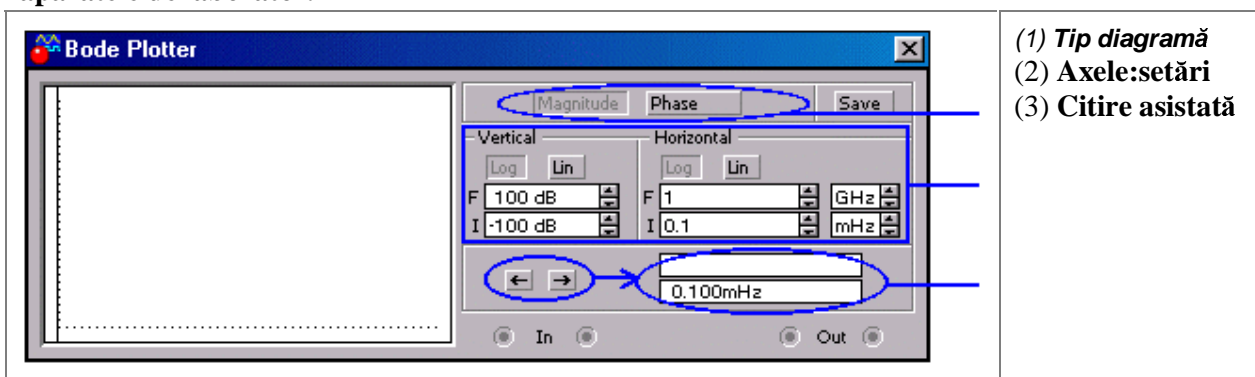 Bode Plotter
Magnitude Phase Save
Vertical Horizontal
Log Lin Log Lin
F 100 dB F 1 GHz
I -100 dB I 0.1 mHz
← →
0.100mHz
In Out
(1) Tip diagramă
(2) Axele:setări
(3) Citire asistată